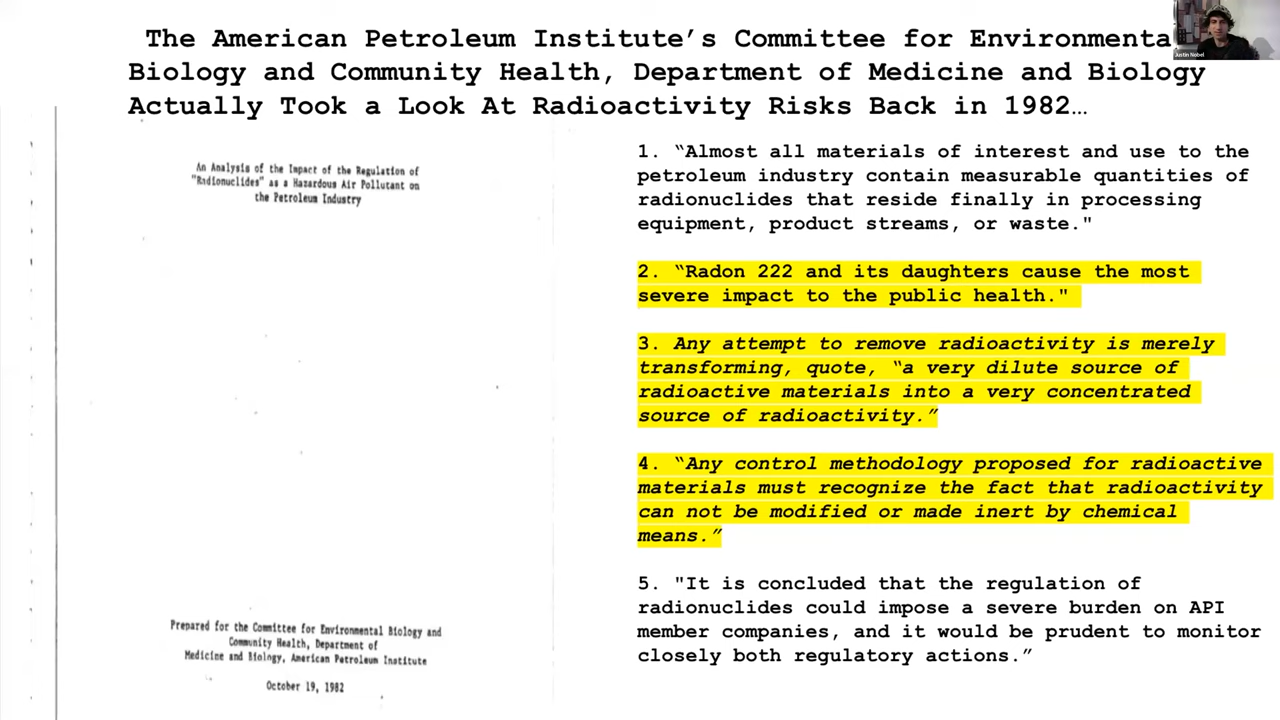 The American Petroleum Institute’s Committee for Environmenta
Biology and Community Health, Department of Medicine and Biology
Actually Took a Look At Radioactivity Risks Back in 1982…
Justin Nobel
An Analysis of the Impact of the Regulation of
"Radionuclides" as a Hazardous Air Pollutant on
the Petroleum Industry
Prepared for the Committee for Environmental Biology and
Community Health, Department of
Medicine and Biology, American Petroleum Institute
October 19, 1982
1. “Almost all materials of interest and use to the
petroleum industry contain measurable quantities of
radionuclides that reside finally in processing
equipment, product streams, or waste."
2. “Radon 222 and its daughters cause the most
severe impact to the public health."
3. Any attempt to remove radioactivity is merely
transforming, quote, “a very dilute source of
radioactive materials into a very concentrated
source of radioactivity.”
4. “Any control methodology proposed for radioactive
materials must recognize the fact that radioactivity
can not be modified or made inert by chemical
means.”
5. "It is concluded that the regulation of
radionuclides could impose a severe burden on API
member companies, and it would be prudent to monitor
closely both regulatory actions.”